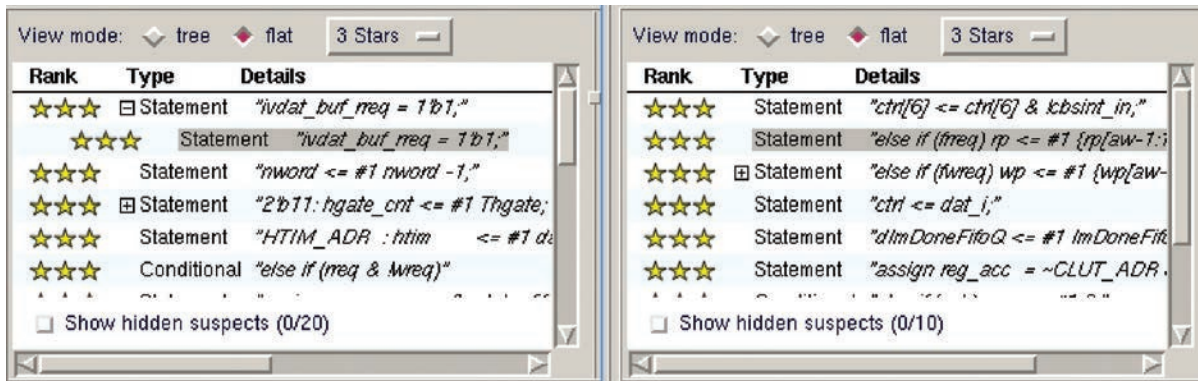 View mode: tree flat 3 Stars
Rank Type Details
Statement "ivdat_buf_rreq = 1'b1;"
Statement "ivdat_buf_rreq = 1'b1;"
Statement "nword <= #1 nword -1;"
Statement "2'b11: hgate_cnt <= #1 Thgate;
Statement "HTIM_ADR : htim <= #1 da
Conditional "else if (rreq & !wreq)"
Show hidden suspects (0/20)
View mode: tree flat 3 Stars
Rank Type Details
Statement "ctrl[6] <= ctrl[6] & !cbsint_in;"
Statement "else if (frreq) rp <= #1 {rp[aw-1:1
Statement "else if (fwreq) wp <= #1 {wp[aw-
Statement "ctrl <= dat_i;"
Statement "dImDoneFifoQ <= #1 ImDoneFifo
Statement "assign reg_acc = ~CLUT_ADR
Show hidden suspects (0/10)